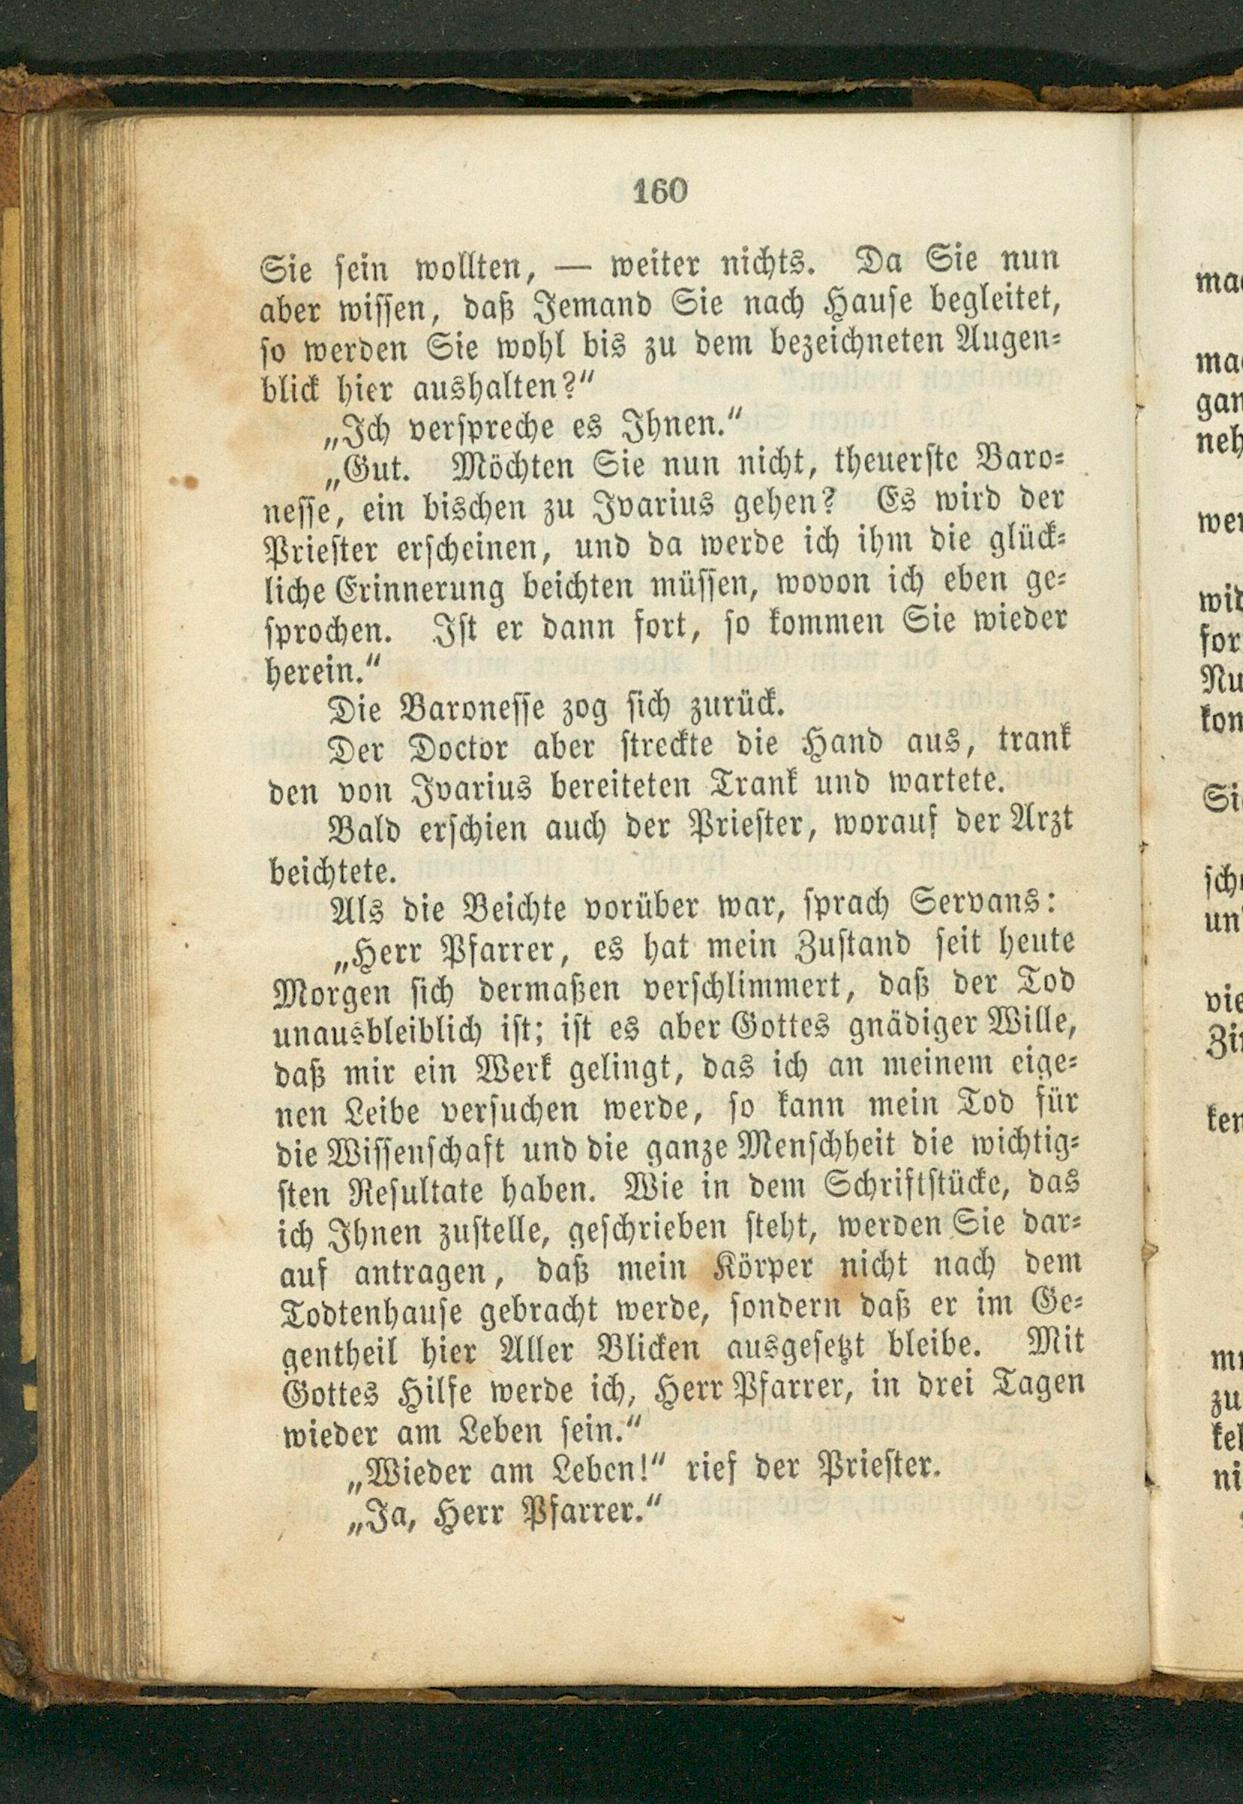 160
Sie sein wollten, — weiter nichts. Da Sie nun
aber wissen, daß Jemand Sie nach Hause begleitet,
so werden Sie wohl bis zu dem bezeichneten Augen-
blick hier aushalten?“
„Ich verspreche es Ihnen.“
„Gut. Möchten Sie nun nicht, theuerste Baro-
nesse, ein bischen zu Ivarius gehen? Es wird der
Priester erscheinen, und da werde ich ihm die glück-
liche Erinnerung beichten müssen, wovon ich eben ge-
sprochen. Ist er dann fort, so kommen Sie wieder
herein.“
Die Baronesse zog sich zurück.
Der Doctor aber streckte die Hand aus, trank
den von Ivarius bereiteten Trank und wartete.
Bald erschien auch der Priester, worauf der Arzt
beichtete.
Als die Beichte vorüber war, sprach Servans:
„Herr Pfarrer, es hat mein Zustand seit heute
Morgen sich dermaßen verschlimmert, daß der Tod
unausbleiblich ist; ist es aber Gottes gnädiger Wille,
daß mir ein Werk gelingt, das ich an meinem eige-
nen Leibe versuchen werde, so kann mein Tod für
die Wissenschaft und die ganze Menschheit die wichtig-
sten Resultate haben. Wie in dem Schriftstücke, das
ich Ihnen zustelle, geschrieben steht, werden Sie dar-
auf antragen, daß mein Körper nicht nach dem
Todtenhause gebracht werde, sondern daß er im Ge-
gentheil hier Aller Blicken ausgesetzt bleibe. Mit
Gottes Hilfe werde ich, Herr Pfarrer, in drei Tagen
wieder am Leben sein.“
„Wieder am Leben!“ rief der Priester.
„Ja, Herr Pfarrer.“